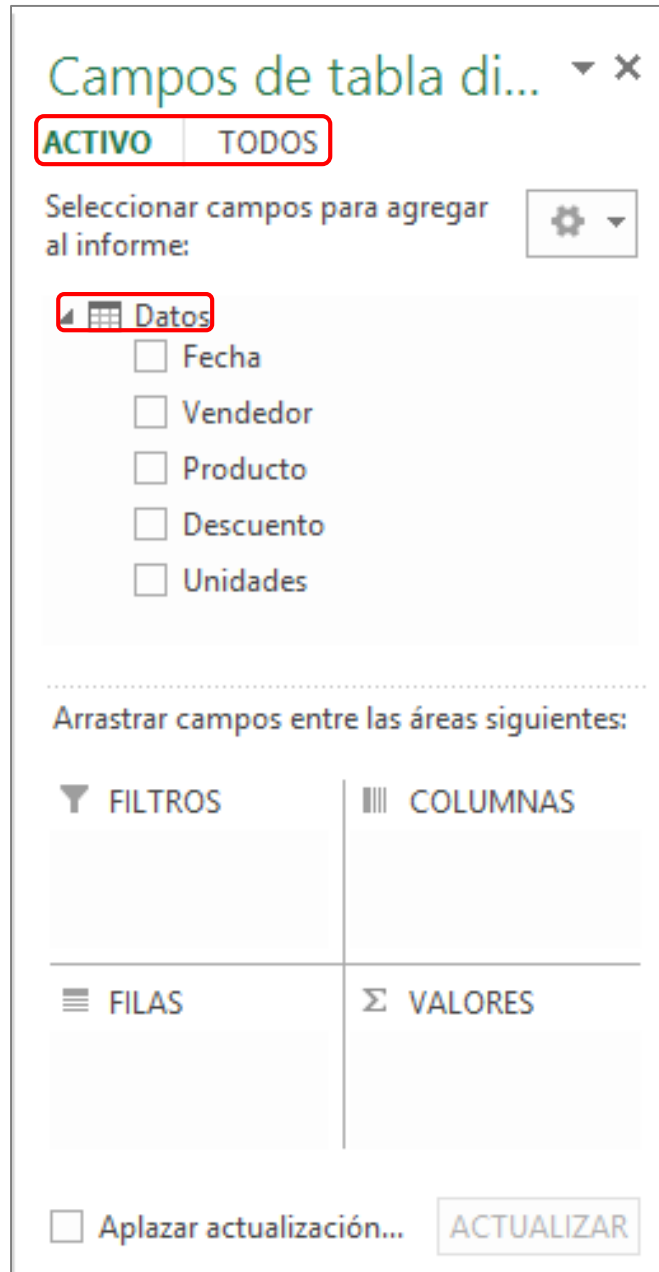 Campos de tabla di...
ACTIVO TODOS
Seleccionar campos para agregar
al informe:
Datos
Fecha
Vendedor
Producto
Descuento
Unidades
Arrastrar campos entre las áreas siguientes:
FILTROS
COLUMNAS
FILAS
Σ VALORES
Aplazar actualización...
ACTUALIZAR